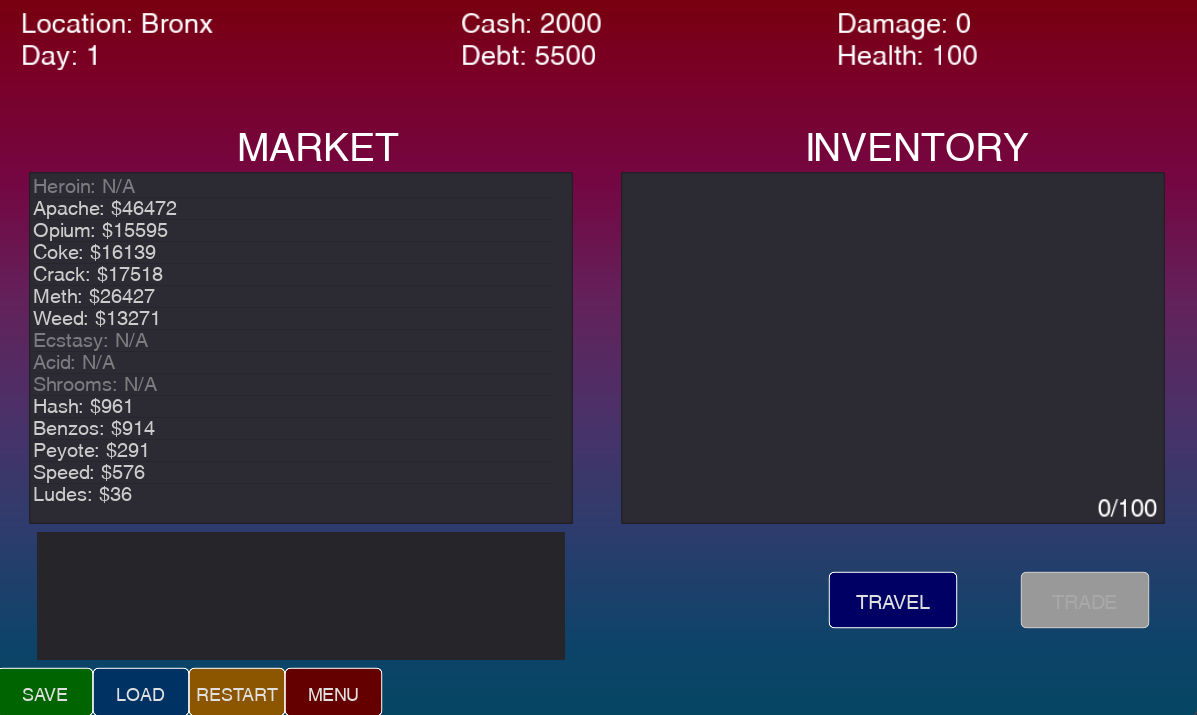 Location: Bronx
Day: 1
Cash: 2000
Debt: 5500
Damage: 0
Health: 100
MARKET
Heroin: N/A
Apache: $46472
Opium: $15595
Coke: $16139
Crack: $17518
Meth: $26427
Weed: $13271
Ecstasy: N/A
Acid: N/A
Shrooms: N/A
Hash: $961
Benzos: $914
Peyote: $291
Speed: $576
Ludes: $36
INVENTORY
0/100
TRAVEL
TRADE
SAVE
LOAD
RESTART
MENU